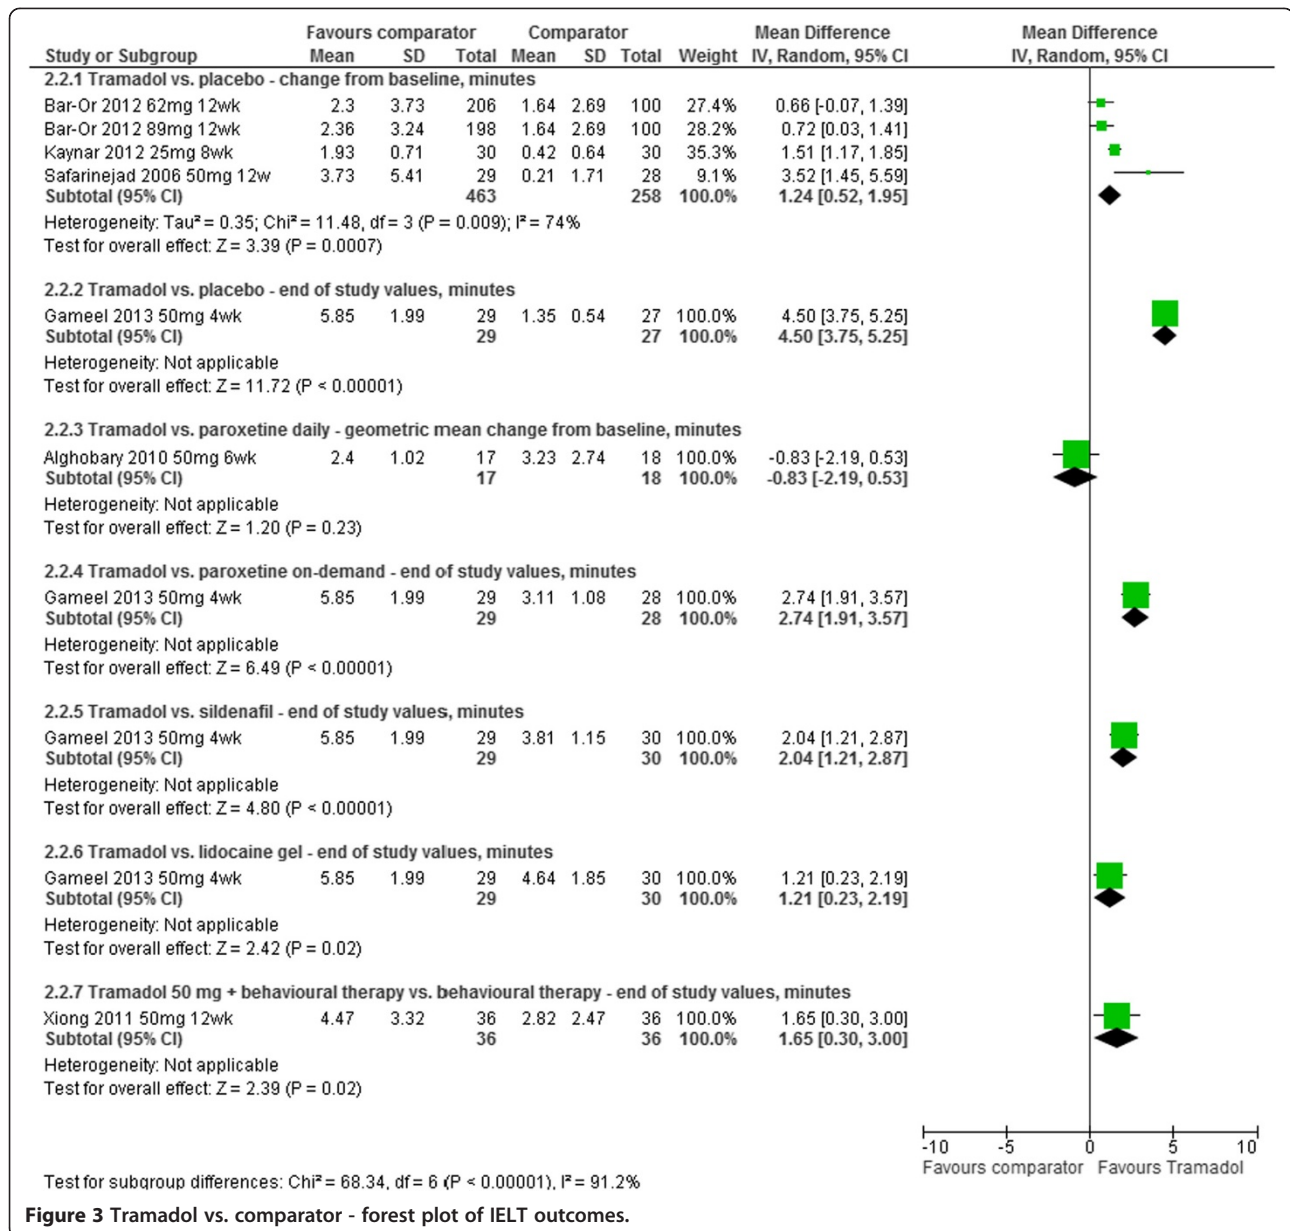 Favours comparator Comparator Mean Difference Mean Difference
Study or Subgroup Mean SD Total Mean SD Total Weight IV, Random, 95% CI IV, Random, 95% CI
2.2.1 Tramadol vs. placebo - change from baseline, minutes
Bar-Or 2012 62mg 12wk 2.3 3.73 206 1.64 2.69 100 27.4% 0.66 [-0.07, 1.39]
Bar-Or 2012 89mg 12wk 2.36 3.24 198 1.64 2.69 100 28.2% 0.72 [0.03, 1.41]
Kaynar 2012 25mg 8wk 1.93 0.71 30 0.42 0.64 30 35.3% 1.51 [1.17, 1.85]
Safarinejad 2006 50mg 12w 3.73 5.41 29 0.21 1.71 28 9.1% 3.52 [1.45, 5.59]
Subtotal (95% CI) 463 258 100.0% 1.24 [0.52, 1.95]
Heterogeneity: Tau² = 0.35; Chi² = 11.48, df = 3 (P = 0.009); I² = 74%
Test for overall effect: Z = 3.39 (P = 0.0007)
2.2.2 Tramadol vs. placebo - end of study values, minutes
Gameel 2013 50mg 4wk 5.85 1.99 29 1.35 0.54 27 100.0% 4.50 [3.75, 5.25]
Subtotal (95% CI) 29 27 100.0% 4.50 [3.75, 5.25]
Heterogeneity: Not applicable
Test for overall effect: Z = 11.72 (P < 0.00001)
2.2.3 Tramadol vs. paroxetine daily - geometric mean change from baseline, minutes
Alghobary 2010 50mg 6wk 2.4 1.02 17 3.23 2.74 18 100.0% -0.83 [-2.19, 0.53]
Subtotal (95% CI) 17 18 100.0% -0.83 [-2.19, 0.53]
Heterogeneity: Not applicable
Test for overall effect: Z = 1.20 (P = 0.23)
2.2.4 Tramadol vs. paroxetine on-demand - end of study values, minutes
Gameel 2013 50mg 4wk 5.85 1.99 29 3.11 1.08 28 100.0% 2.74 [1.91, 3.57]
Subtotal (95% CI) 29 28 100.0% 2.74 [1.91, 3.57]
Heterogeneity: Not applicable
Test for overall effect: Z = 6.49 (P < 0.00001)
2.2.5 Tramadol vs. sildenafil - end of study values, minutes
Gameel 2013 50mg 4wk 5.85 1.99 29 3.81 1.15 30 100.0% 2.04 [1.21, 2.87]
Subtotal (95% CI) 29 30 100.0% 2.04 [1.21, 2.87]
Heterogeneity: Not applicable
Test for overall effect: Z = 4.80 (P < 0.00001)
2.2.6 Tramadol vs. lidocaine gel - end of study values, minutes
Gameel 2013 50mg 4wk 5.85 1.99 29 4.64 1.85 30 100.0% 1.21 [0.23, 2.19]
Subtotal (95% CI) 29 30 100.0% 1.21 [0.23, 2.19]
Heterogeneity: Not applicable
Test for overall effect: Z = 2.42 (P = 0.02)
2.2.7 Tramadol 50 mg + behavioural therapy vs. behavioural therapy - end of study values, minutes
Xiong 2011 50mg 12wk 4.47 3.32 36 2.82 2.47 36 100.0% 1.65 [0.30, 3.00]
Subtotal (95% CI) 36 36 100.0% 1.65 [0.30, 3.00]
Heterogeneity: Not applicable
Test for overall effect: Z = 2.39 (P = 0.02)
-10 -5 0 5 10
Favours comparator Favours Tramadol
Test for subgroup differences: Chi² = 68.34, df = 6 (P < 0.00001), I² = 91.2%
Figure 3 Tramadol vs. comparator - forest plot of IELT outcomes.